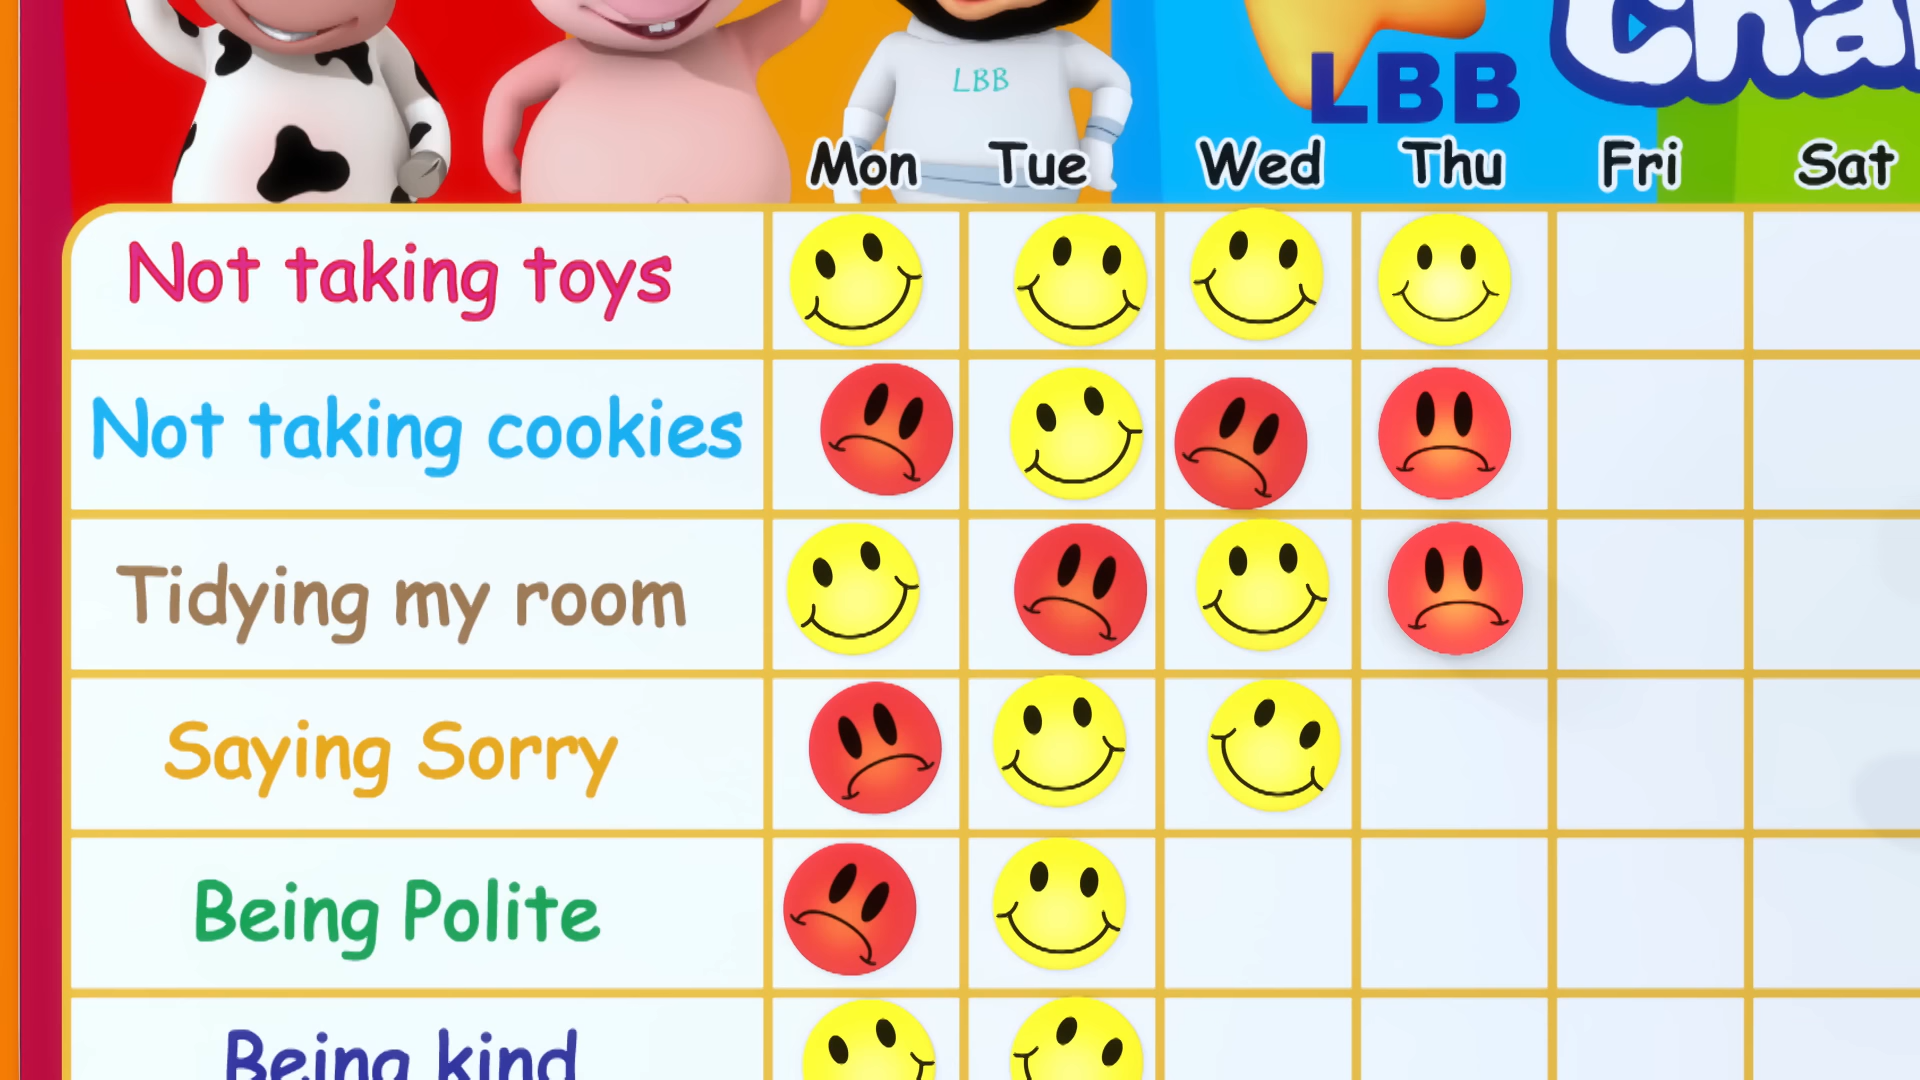 LBB
LBB
Cha
Mon Tue Wed Thu Fri Sat
Not taking toys
Not taking cookies
Tidying my room
Saying Sorry
Being Polite
Being kind